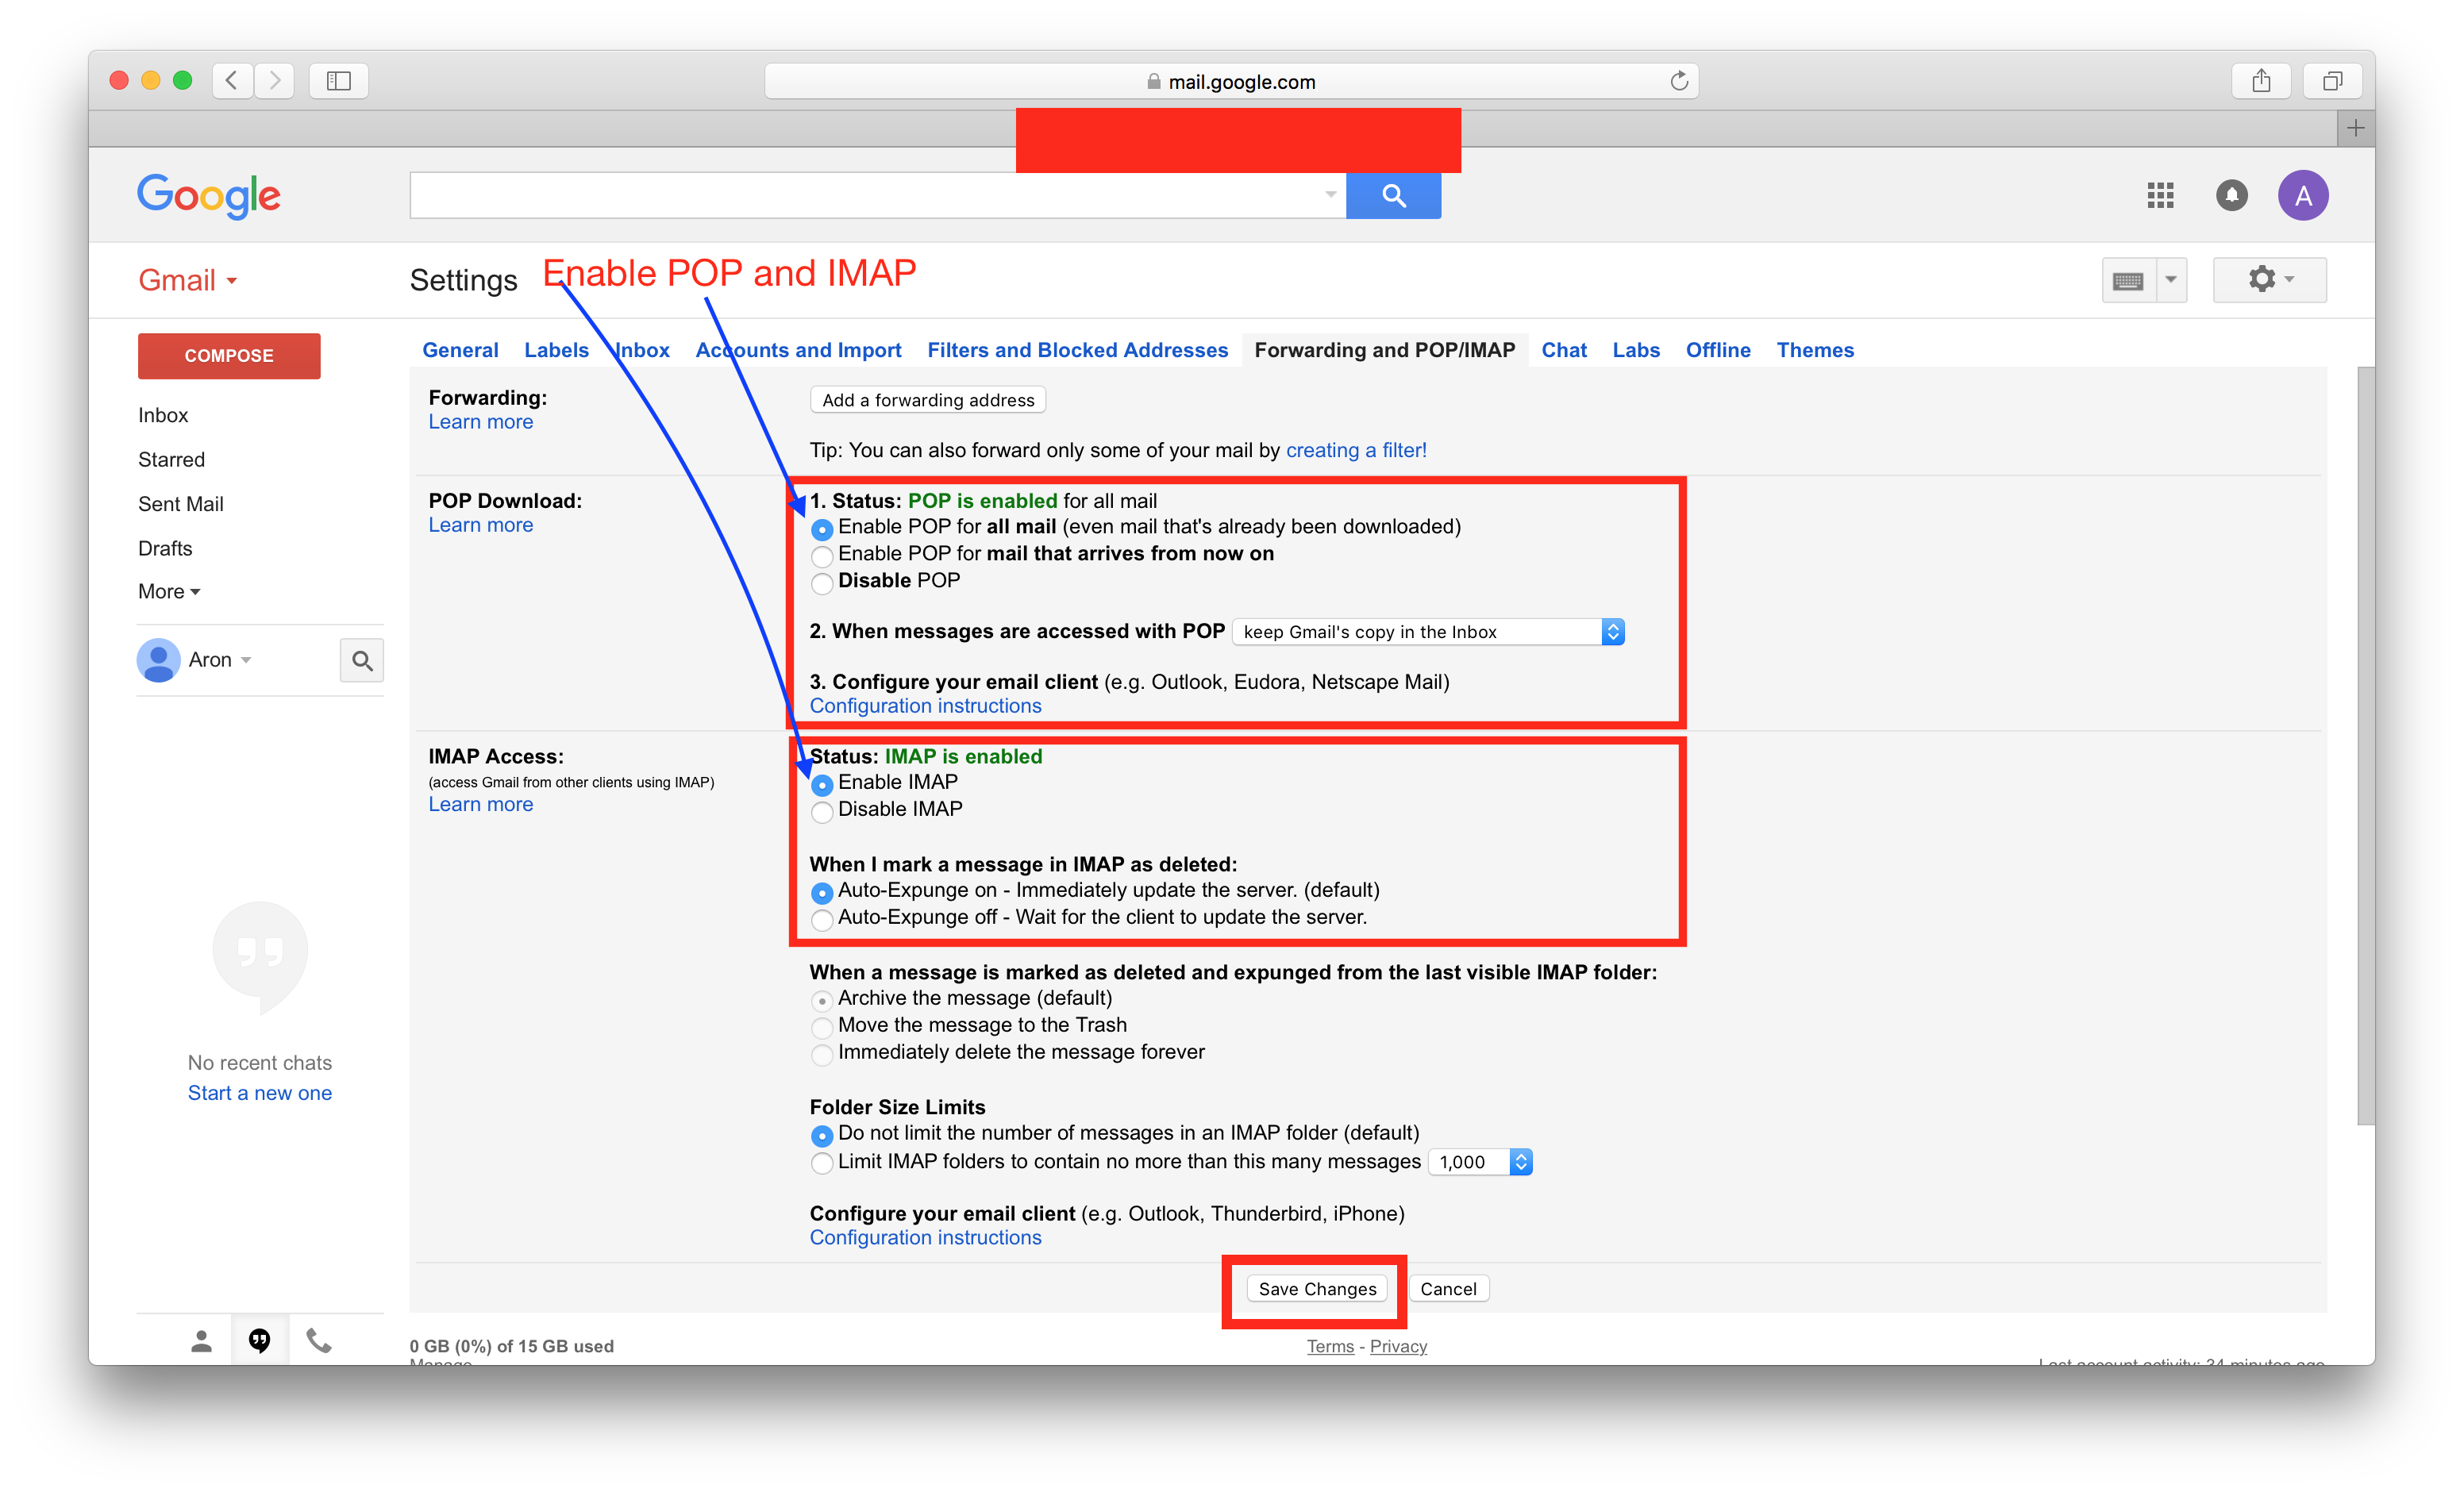 mail.google.com
Google
A
Gmail
Settings
Enable POP and IMAP
COMPOSE
General Labels Inbox Accounts and Import Filters and Blocked Addresses Forwarding and POP/IMAP Chat Labs Offline Themes
Inbox
Starred
Sent Mail
Drafts
More
Aron
No recent chats
Start a new one
Forwarding:
Learn more
Add a forwarding address
Tip: You can also forward only some of your mail by creating a filter!
POP Download:
Learn more
1. Status: POP is enabled for all mail
Enable POP for all mail (even mail that's already been downloaded)
Enable POP for mail that arrives from now on
Disable POP
2. When messages are accessed with POP keep Gmail's copy in the Inbox
3. Configure your email client (e.g. Outlook, Eudora, Netscape Mail)
Configuration instructions
IMAP Access:
(access Gmail from other clients using IMAP)
Learn more
Status: IMAP is enabled
Enable IMAP
Disable IMAP
When I mark a message in IMAP as deleted:
Auto-Expunge on - Immediately update the server. (default)
Auto-Expunge off - Wait for the client to update the server.
When a message is marked as deleted and expunged from the last visible IMAP folder:
Archive the message (default)
Move the message to the Trash
Immediately delete the message forever
Folder Size Limits
Do not limit the number of messages in an IMAP folder (default)
Limit IMAP folders to contain no more than this many messages 1,000
Configure your email client (e.g. Outlook, Thunderbird, iPhone)
Configuration instructions
Save Changes Cancel
0 GB (0%) of 15 GB used
Manage
Terms - Privacy
Last account activity: 34 minutes ago